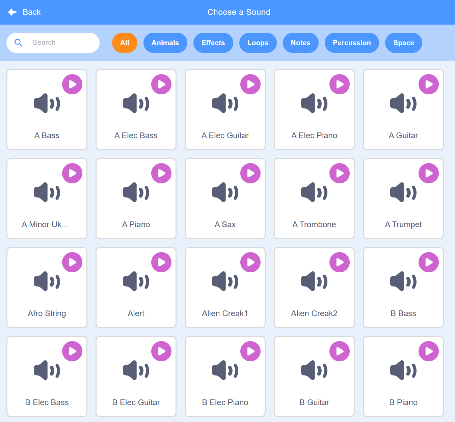 Back
Choose a Sound
Search
All
Animals
Effects
Loops
Notes
Percussion
Space
A Bass
A Elec Bass
A Elec Guitar
A Elec Piano
A Guitar
A Minor Uk...
A Piano
A Sax
A Trombone
A Trumpet
Afro String
Alert
Alien Creak1
Alien Creak2
B Bass
B Elec Bass
B Elec Guitar
B Elec Piano
B Guitar
B Piano